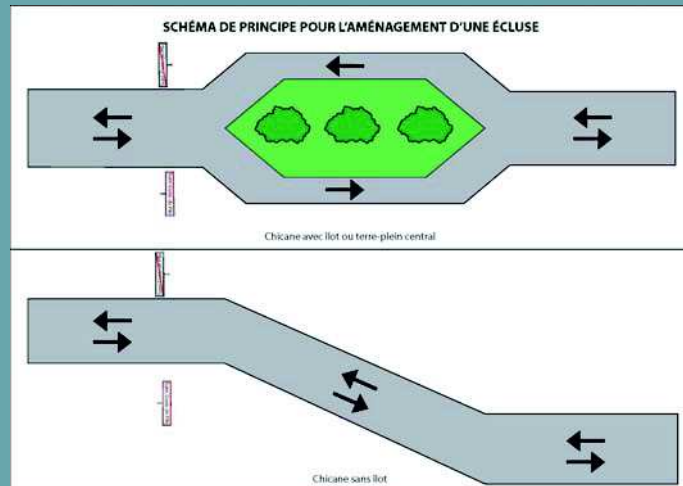 SCHÉMA DE PRINCIPE POUR L'AMÉNAGEMENT D'UNE ÉCLUSE
Chicane avec îlot ou terre-plein central
Chicane sans îlot